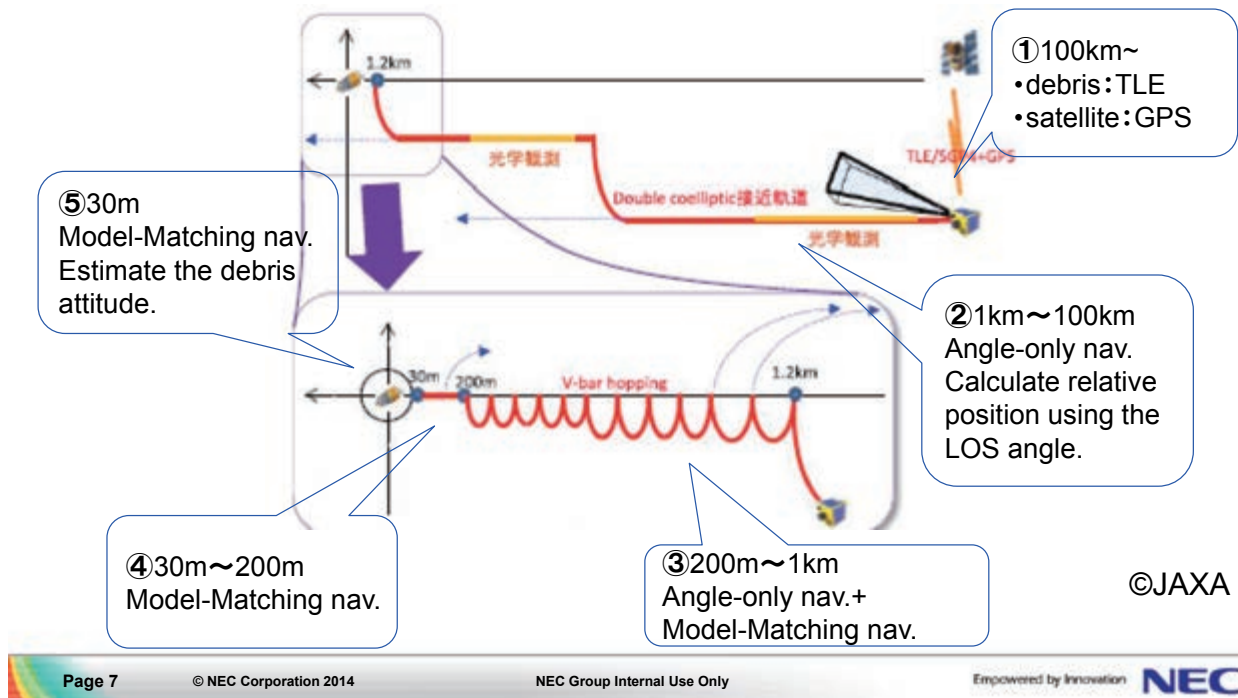 ①100km~
•debris：TLE
•satellite：GPS
1.2km
光学観測
TLE/SGP4+GPS
Double coelliptic接近軌道
光学観測
⑤30m
Model-Matching nav.
Estimate the debris
attitude.
②1km～100km
Angle-only nav.
Calculate relative
position using the
LOS angle.
30m
200m
V-bar hopping
1.2km
④30m～200m
Model-Matching nav.
③200m～1km
Angle-only nav.+
Model-Matching nav.
©JAXA
Page 7
© NEC Corporation 2014
NEC Group Internal Use Only
Empowered by Innovation
NEC